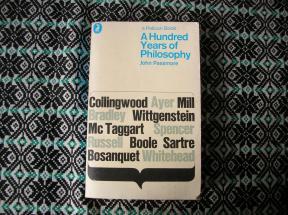 a Pelican Book
A Hundred
Years of
Philosophy
John Passmore
Collingwood Ayer Mill
Bradley Wittgenstein
Mc Taggart Spencer
Russell Boole Sartre
Bosanquet Whitehead